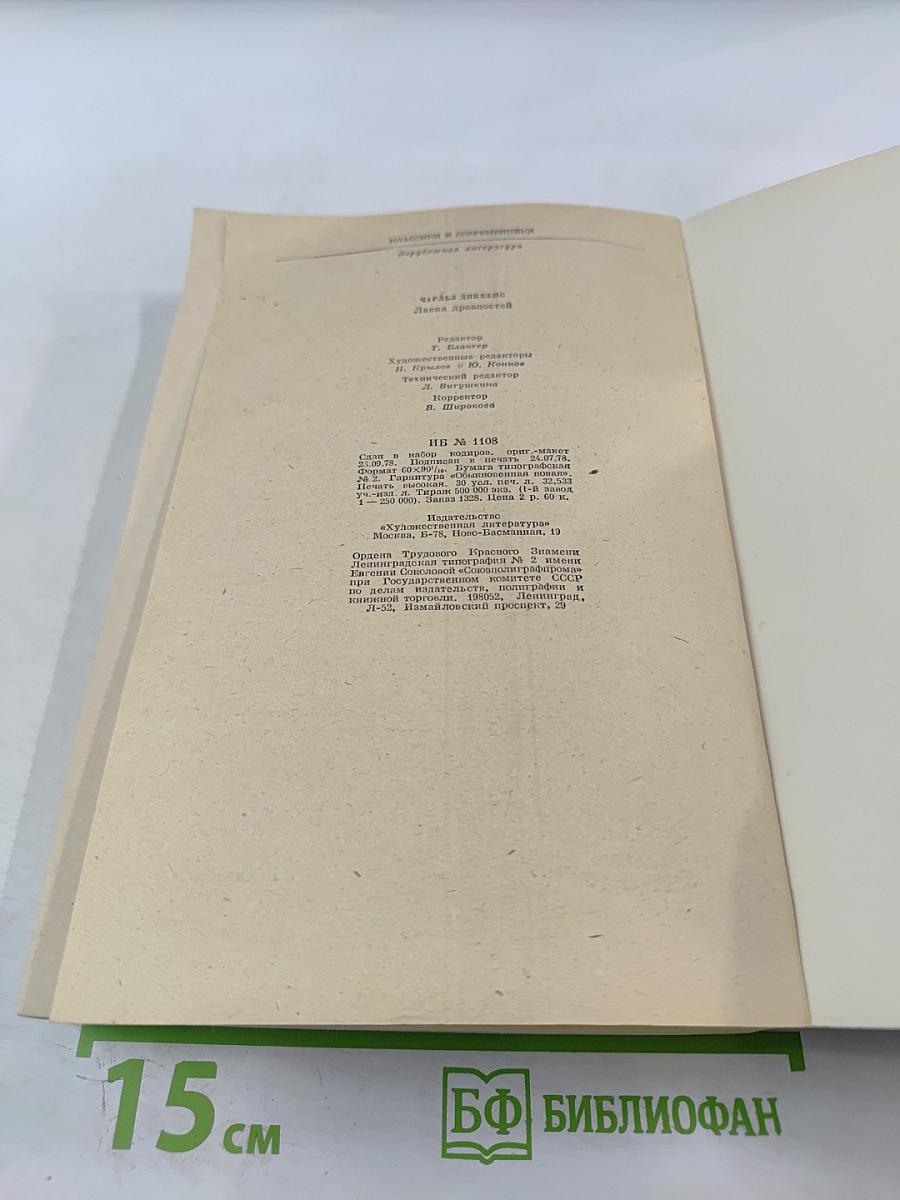 КЛАССИКИ И СОВРЕМЕННИКИ
Зарубежная литература
ЧАРЛЬЗ ДИККЕНС
Лавка древностей
Редактор
Т. Блантер
Художественные редакторы
Н. Крылов и Ю. Коннов
Технический редактор
Л. Витушкина
Корректор
В. Широкова
ИБ № 1108
Сдан в набор кодиров. ориг.-макет
23.09.78. Подписан в печать 24.07.78.
Формат 60×90¹/₁₆. Бумага типографская
№ 2. Гарнитура «Обыкновенная новая».
Печать высокая. 30 усл. печ. л. 32,533
уч.-изд. л. Тираж 500 000 экз. (1-й завод
1—250 000). Заказ 1328. Цена 2 р. 60 к.
Издательство
«Художественная литература»
Москва, Б-78, Ново-Басманная, 19
Ордена Трудового Красного Знамени
Ленинградская типография № 2 имени
Евгении Соколовой «Союзполиграфпрома»
при Государственном комитете СССР
по делам издательств, полиграфии и
книжной торговли. 198052, Ленинград,
Л-52, Измайловский проспект, 29
15 см
БФ БИБЛИОФАН